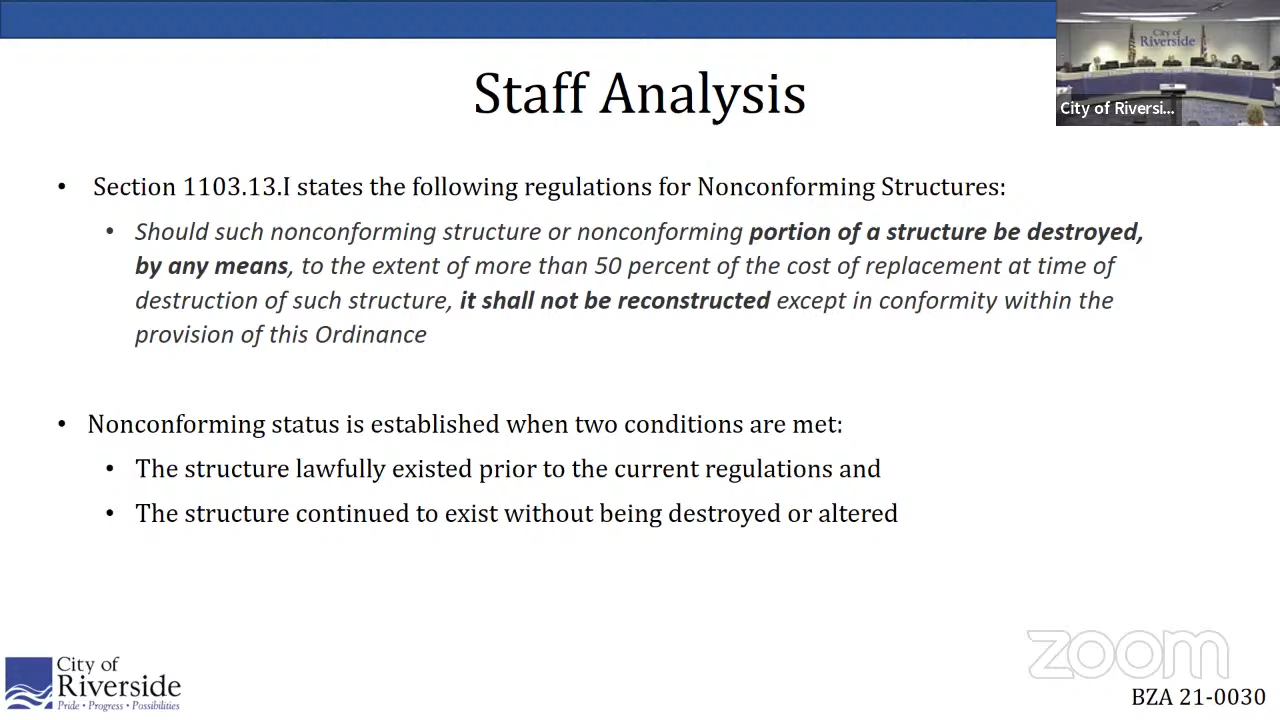 City of
Riverside
City of Riversi...
Staff Analysis
• Section 1103.13.I states the following regulations for Nonconforming Structures:
• Should such nonconforming structure or nonconforming portion of a structure be destroyed,
by any means, to the extent of more than 50 percent of the cost of replacement at time of
destruction of such structure, it shall not be reconstructed except in conformity within the
provision of this Ordinance
• Nonconforming status is established when two conditions are met:
• The structure lawfully existed prior to the current regulations and
• The structure continued to exist without being destroyed or altered
City of
Riverside
Pride • Progress • Possibilities
zoom
BZA 21-0030